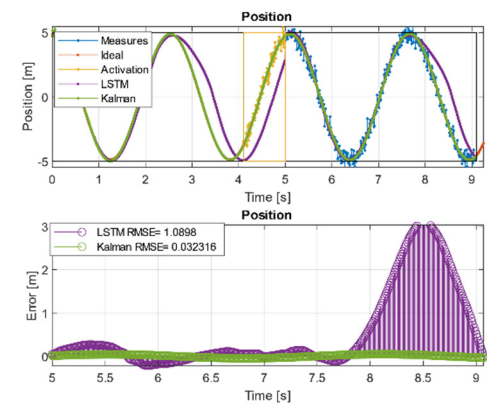 Position
Position [m]
5
0
-5
Measures
Ideal
Activation
LSTM
Kalman
0 1 2 3 4 5 6 7 8 9
Time [s]
Position
Error [m]
3
2
1
0
LSTM RMSE= 1.0898
Kalman RMSE= 0.032316
5 5.5 6 6.5 7 7.5 8 8.5 9
Time [s]